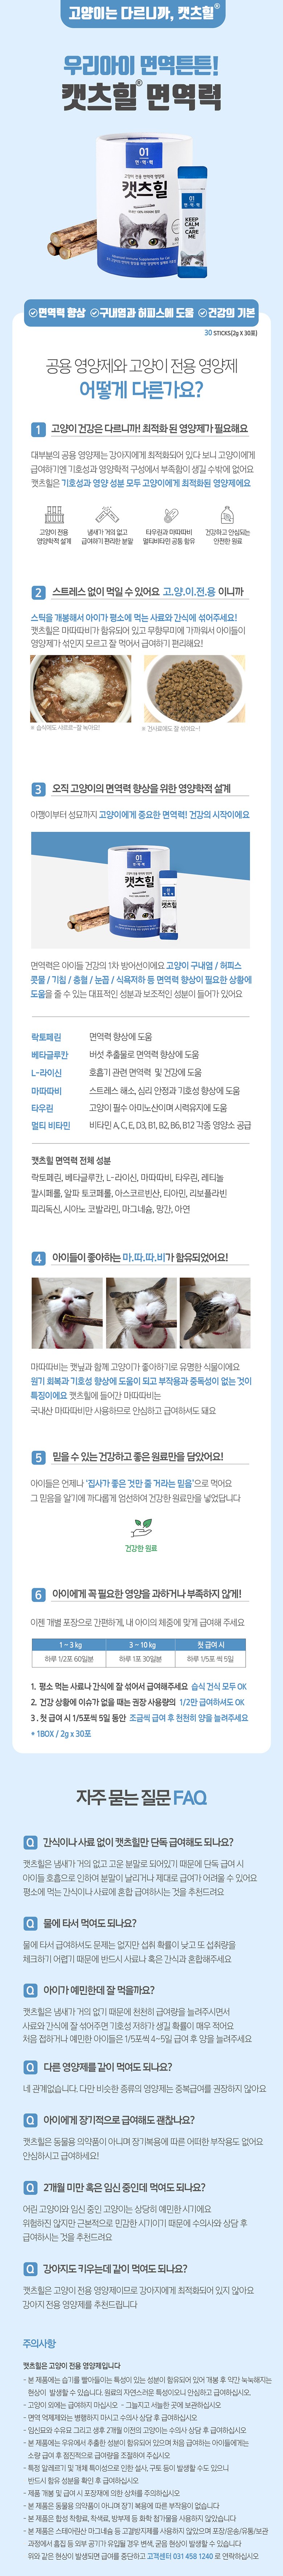 고양이는 다르니까, 캣츠힐®
우리아이 면역튼튼!
캣츠힐® 면역력
01
면·역·력
고양이 전용 면역력 영양제
캣츠힐
01
면·역·력
KEEP
CALM
and
CARE
ME
면역력 향상 구내염과 허피스에 도움 건강의 기본
30 STICKS(2g X 30포)
공용 영양제와 고양이 전용 영양제
어떻게 다른가요?
1 고양이 건강은 다르니까! 최적화 된 영양제가 필요해요
대부분의 공용 영양제는 강아지에게 최적화되어 있다 보니 고양이에게
급여하기엔 기호성과 영양학적 구성에서 부족함이 생길 수밖에 없어요
캣츠힐은 기호성과 영양 성분 모두 고양이에게 최적화된 영양제에요
고양이 전용
영양학적 설계
냄새가 거의 없고
급여하기 편리한 분말
타우린과 마따따비
멀티비타민 공통 함유
건강하고 안심되는
안전한 원료
2 스트레스 없이 먹일 수 있어요 고.양.이.전.용 이니까
스틱을 개봉해서 아이가 평소에 먹는 사료와 간식에 섞어주세요!
캣츠힐은 마따따비가 함유되어 있고 무향무미에 가까워서 아이들이
영양제가 섞인지 모르고 잘 먹어서 급여하기 편리해요!
※ 습식에도 사르르~잘 녹아요!
※ 건사료에도 잘 섞여요~!
3 오직 고양이의 면역력 향상을 위한 영양학적 설계
아깽이부터 성묘까지 고양이에게 중요한 면역력! 건강의 시작이에요
01
면·역·력
캣츠힐
면역력은 아이들 건강의 1차 방어선이에요 고양이 구내염 / 허피스
콧물 / 기침 / 충혈 / 눈꼽 / 식욕저하 등 면역력 향상이 필요한 상황에
도움을 줄 수 있는 대표적인 성분과 보조적인 성분이 들어가 있어요
락토페린 면역력 향상에 도움
베타글루칸 버섯 추출물로 면역력 향상에 도움
L-라이신 호흡기 관련 면역력 및 건강에 도움
마따따비 스트레스 해소, 심리 안정과 기호성 향상에 도움
타우린 고양이 필수 아미노산이며 시력유지에 도움
멀티 비타민 비타민 A, C, E, D3, B1, B2, B6, B12 각종 영양소 공급
캣츠힐 면역력 전체 성분
락토페린, 베타글루칸, L-라이신, 마따따비, 타우린, 레티놀
칼시페롤, 알파 토코페롤, 아스코르빈산, 티아민, 리보플라빈
피리독신, 시아노 코발라민, 마그네슘, 망간, 아연
4 아이들이 좋아하는 마.따.따.비가 함유되었어요!
마따따비는 캣닢과 함께 고양이가 좋아하기로 유명한 식물이에요
원기 회복과 기호성 향상에 도움이 되고 부작용과 중독성이 없는 것이
특징이에요 캣츠힐에 들어간 마따따비는
국내산 마따따비만 사용하므로 안심하고 급여하셔도 돼요
5 믿을 수 있는 건강하고 좋은 원료만을 담았어요!
아이들은 언제나 '집사가 좋은 것만 줄 거라는 믿음'으로 먹어요
그 믿음을 알기에 까다롭게 엄선하여 건강한 원료만을 넣었답니다
건강한 원료
6 아이에게 꼭 필요한 영양을 과하거나 부족하지 않게!
이젠 개별 포장으로 간편하게, 내 아이의 체중에 맞게 급여해 주세요
1 ~ 3 kg 3 ~ 10 kg 첫 급여 시
하루 1/2포 60일분 하루 1포 30일분 하루 1/5포 씩 5일
1. 평소 먹는 사료나 간식에 잘 섞어서 급여해주세요 습식 건식 모두 OK
2. 건강 상황에 이슈가 없을 때는 권장 사용량의 1/2만 급여하셔도 OK
3 . 첫 급여 시 1/5포씩 5일 동안 조금씩 급여 후 천천히 양을 늘려주세요
* 1BOX / 2g x 30포
자주 묻는 질문 FAQ.
Q 간식이나 사료 없이 캣츠힐만 단독 급여해도 되나요?
캣츠힐은 냄새가 거의 없고 고운 분말로 되어있기 때문에 단독 급여 시
아이들 호흡으로 인하여 분말이 날리거나 제대로 급여가 어려울 수 있어요
평소에 먹는 간식이나 사료에 혼합 급여하시는 것을 추천드려요
Q 물에 타서 먹여도 되나요?
물에 타서 급여하셔도 문제는 없지만 섭취 확률이 낮고 또 섭취량을
체크하기 어렵기 때문에 반드시 사료나 혹은 간식과 혼합해주세요
Q 아이가 예민한데 잘 먹을까요?
캣츠힐은 냄새가 거의 없기 때문에 천천히 급여량을 늘려주시면서
사료와 간식에 잘 섞어주면 기호성 저하가 생길 확률이 매우 적어요
처음 접하거나 예민한 아이들은 1/5포씩 4~5일 급여 후 양을 늘려주세요
Q 다른 영양제를 같이 먹여도 되나요?
네 관계없습니다. 다만 비슷한 종류의 영양제는 중복급여를 권장하지 않아요
Q 아이에게 장기적으로 급여해도 괜찮나요?
캣츠힐은 동물용 의약품이 아니며 장기복용에 따른 어떠한 부작용도 없어요
안심하시고 급여하세요!
Q 2개월 미만 혹은 임신 중인데 먹여도 되나요?
어린 고양이와 임신 중인 고양이는 상당히 예민한 시기에요
위험하진 않지만 근본적으로 민감한 시기이기 때문에 수의사와 상담 후
급여하시는 것을 추천드려요
Q 강아지도 키우는데 같이 먹여도 되나요?
캣츠힐은 고양이 전용 영양제이므로 강아지에게 최적화되어 있지 않아요
강아지 전용 영양제를 추천드립니다
주의사항
캣츠힐은 고양이 전용 영양제입니다
- 본 제품에는 습기를 빨아들이는 특성이 있는 성분이 함유되어 있어 개봉 후 약간 눅눅해지는
현상이 발생할 수 있습니다. 원료의 자연스러운 특성이오니 안심하고 급여하십시오.
- 고양이 외에는 급여하지 마십시오 - 그늘지고 서늘한 곳에 보관하십시오
- 면역 억제제와는 병행하지 마시고 수의사 상담 후 급여하십시오
- 임신묘와 수유묘 그리고 생후 2개월 이전의 고양이는 수의사 상담 후 급여하십시오
- 본 제품에는 우유에서 추출한 성분이 함유되어 있으며 처음 급여하는 아이들에게는
소량 급여 후 점진적으로 급여량을 조절하여 주십시오
- 특정 알레르기 및 개체 특이성으로 인한 설사, 구토 등이 발생할 수도 있으니
반드시 함유 성분을 확인 후 급여하십시오
- 제품 개봉 및 급여 시 포장재에 의한 상처를 주의하십시오
- 본 제품은 동물용 의약품이 아니며 장기 복용에 따른 부작용이 없습니다
- 본 제품은 합성 착향료, 착색료, 방부제 등 화학 첨가물을 사용하지 않았습니다
- 본 제품은 스테아린산 마그네슘 등 고결방지제를 사용하지 않았으며 포장/운송/유통/보관
과정에서 흡집 등 외부 공기가 유입될 경우 변색, 굳음 현상이 발생할 수 있습니다
위와 같은 현상이 발생되면 급여를 중단하고 고객센터 031 458 1240 로 연락하십시오